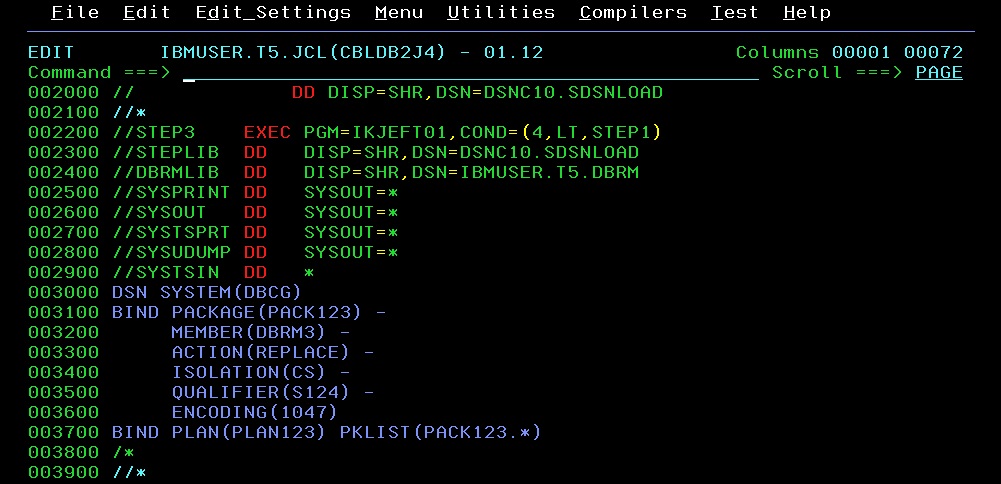 File  Edit  Edit_Settings  Menu  Utilities  Compilers  Test  Help
EDIT       IBMUSER.T5.JCL(CBLDB2J4) - 01.12                Columns 00001 00072
Command ===>                                                  Scroll ===> PAGE
002000 //             DD DISP=SHR,DSN=DSNC10.SDSNLOAD
002100 //*
002200 //STEP3    EXEC PGM=IKJEFT01,COND=(4,LT,STEP1)
002300 //STEPLIB  DD   DISP=SHR,DSN=DSNC10.SDSNLOAD
002400 //DBRMLIB  DD   DISP=SHR,DSN=IBMUSER.T5.DBRM
002500 //SYSPRINT DD   SYSOUT=*
002600 //SYSOUT   DD   SYSOUT=*
002700 //SYSTSPRT DD   SYSOUT=*
002800 //SYSUDUMP DD   SYSOUT=*
002900 //SYSTSIN  DD   *
003000 DSN SYSTEM(DBCG)
003100 BIND PACKAGE(PACK123) -
003200      MEMBER(DBRM3) -
003300      ACTION(REPLACE) -
003400      ISOLATION(CS) -
003500      QUALIFIER(S124) -
003600      ENCODING(1047)
003700 BIND PLAN(PLAN123) PKLIST(PACK123.*)
003800 /*
003900 //*